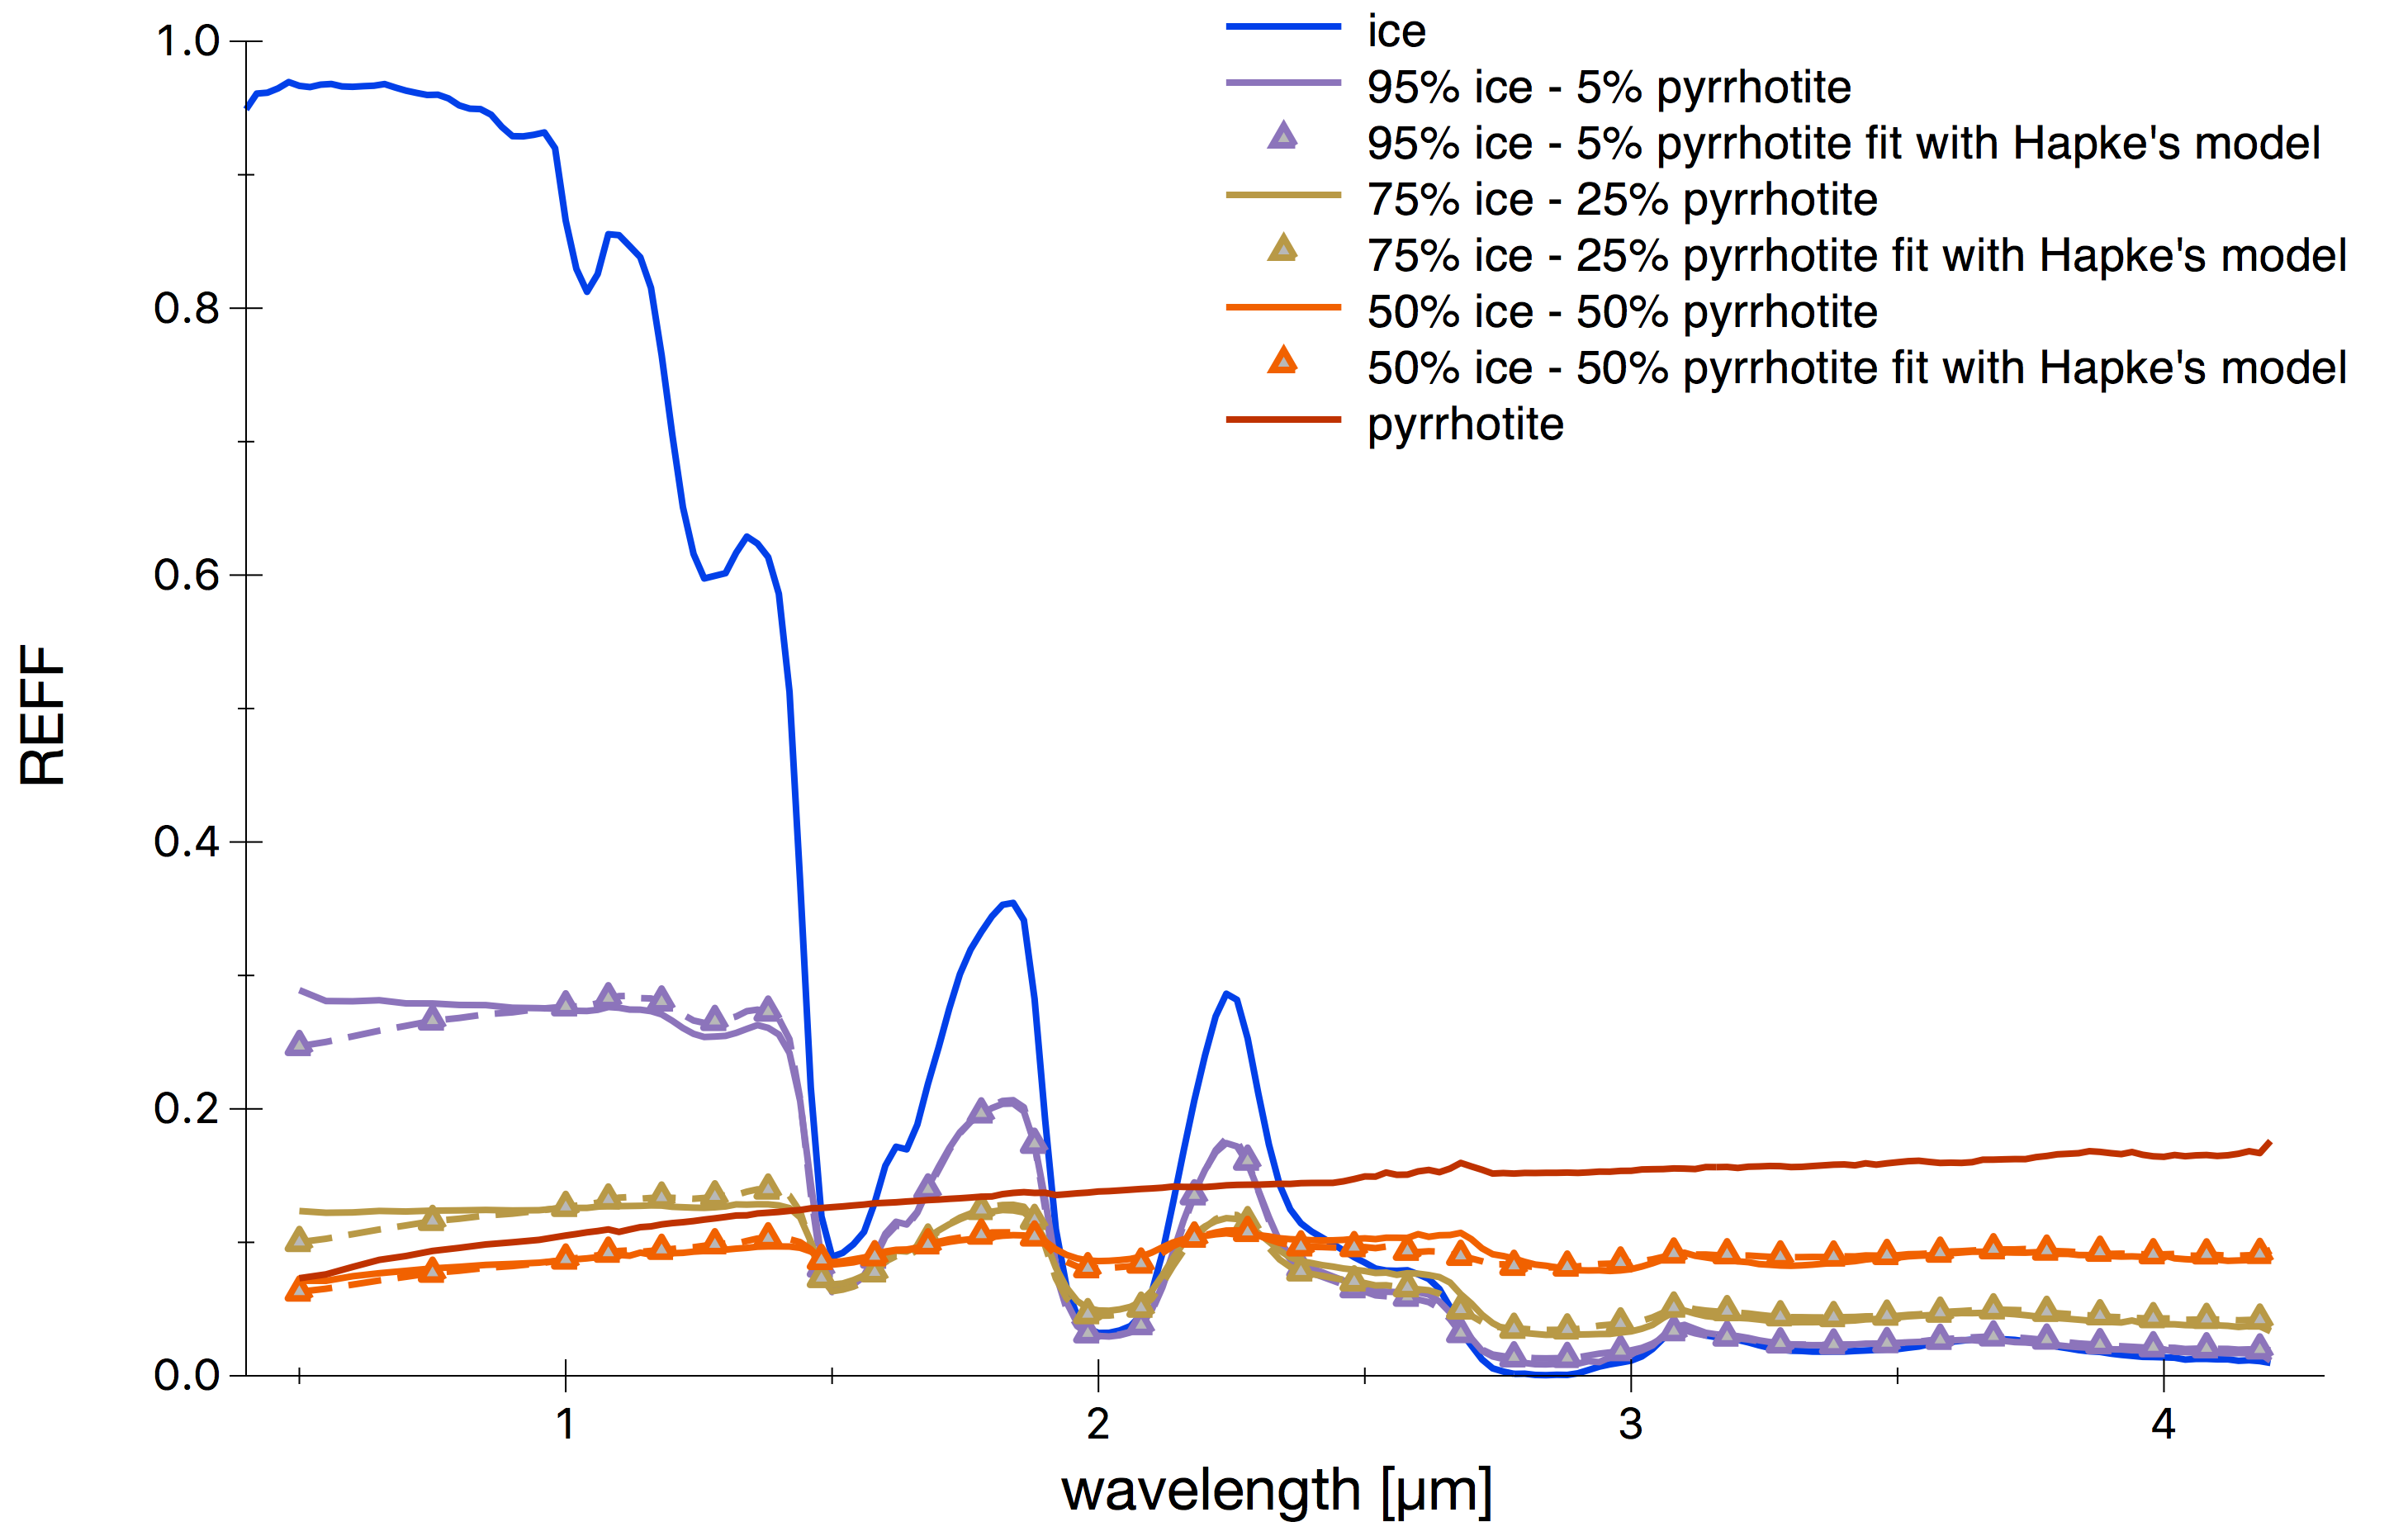 ice
95% ice - 5% pyrrhotite
95% ice - 5% pyrrhotite fit with Hapke's model
75% ice - 25% pyrrhotite
75% ice - 25% pyrrhotite fit with Hapke's model
50% ice - 50% pyrrhotite
50% ice - 50% pyrrhotite fit with Hapke's model
pyrrhotite
REFF
1.0
0.8
0.6
0.4
0.2
0.0
1 2 3 4
wavelength [µm]